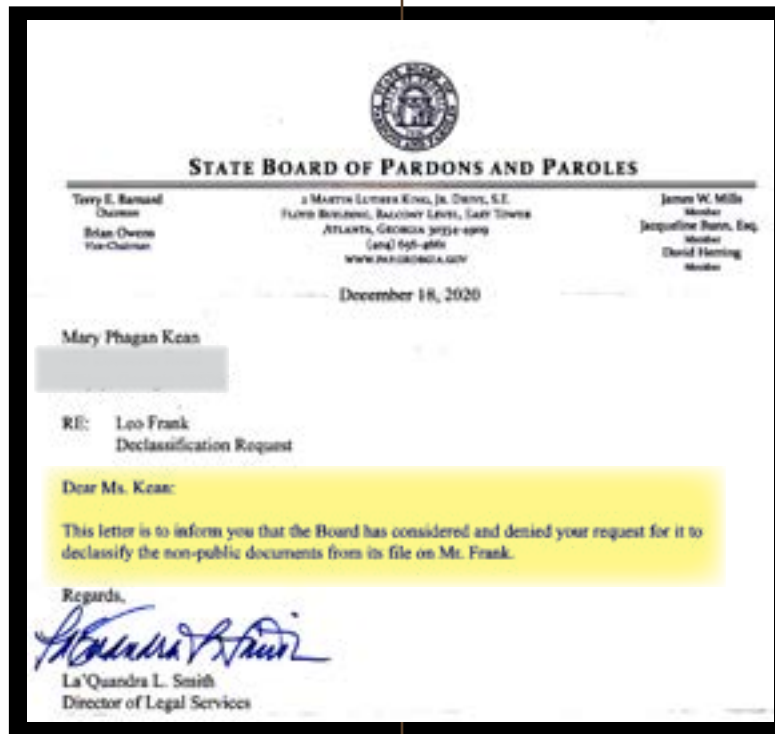 STATE BOARD OF PARDONS AND PAROLES
Terry E. Barnard
Chairman
Brian Owens
Vice-Chairman
2 MARTIN LUTHER KING, JR. DRIVE, S.E.
FLOYD BUILDING, BALCONY LEVEL, EAST TOWER
ATLANTA, GEORGIA 30334-4909
WWW.PAP.GEORGIA.GOV
James W. Mills
Member
Jacqueline Bunn, Esq.
Member
David Herring
Member
December 18, 2020
Mary Phagan Kean
RE: Leo Frank
Declassification Request
Dear Ms. Kean:
This letter is to inform you that the Board has considered and denied your request for it to
declassify the non-public documents from its file on Mr. Frank.
Regards,
La'Quandra L. Smith
Director of Legal Services